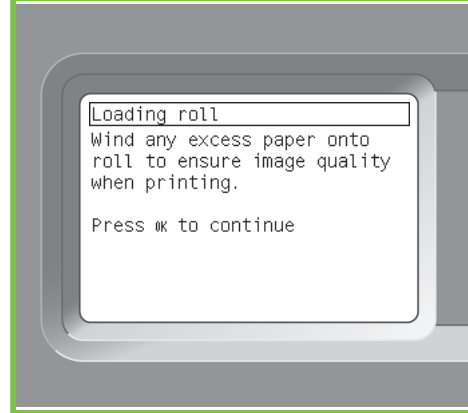 Loading roll
Wind any excess paper onto
roll to ensure image quality
when printing.
Press OK to continue